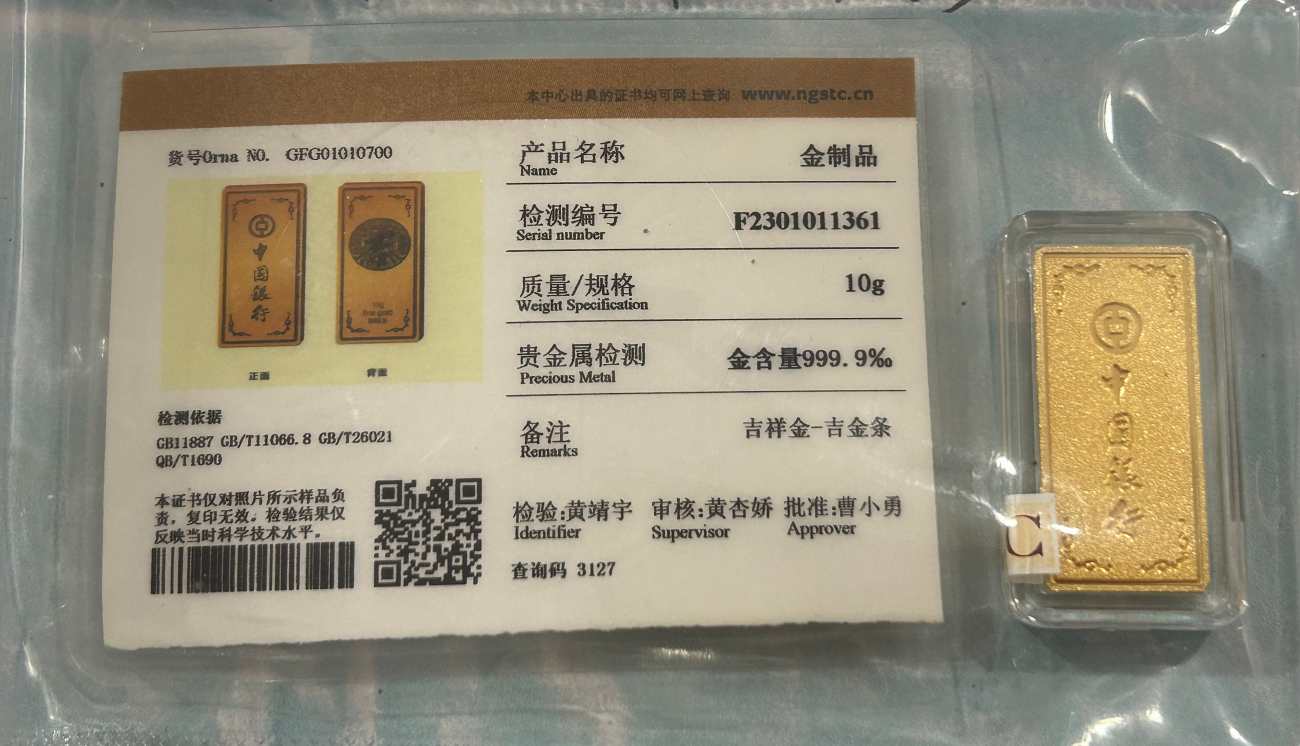 本中心出具的证书均可网上查询 www.ngstc.cn
货号Orna NO. GFG01010700
中国银行
正面
背面
检测依据
GB11887 GB/T11066.8 GB/T26021
QB/T1690
本证书仅对照片所示样品负
责，复印无效。检验结果仅
反映当时科学技术水平。
产品名称 金制品
Name
检测编号 F2301011361
Serial number
质量/规格 10g
Weight Specification
贵金属检测 金含量999.9‰
Precious Metal
备注 吉祥金-吉金条
Remarks
检验:黄靖宇 审核:黄杏娇 批准:曹小勇
Identifier Supervisor Approver
查询码 3127
中国银行
C